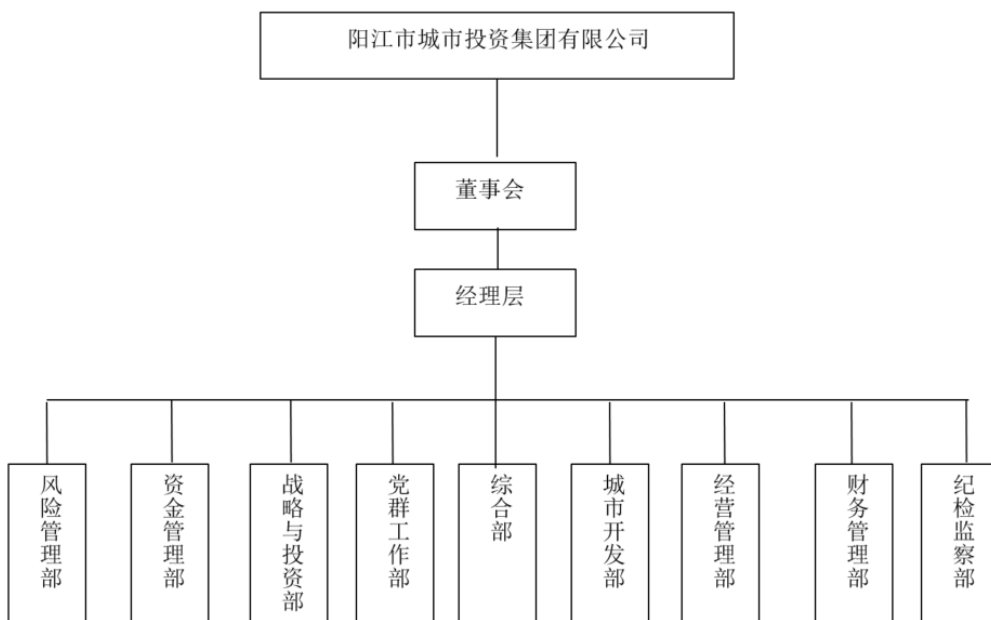 阳江市城市投资集团有限公司
董事会
经理层
风险管理部
资金管理部
战略与投资部
党群工作部
综合部
城市开发部
经营管理部
财务管理部
纪检监察部